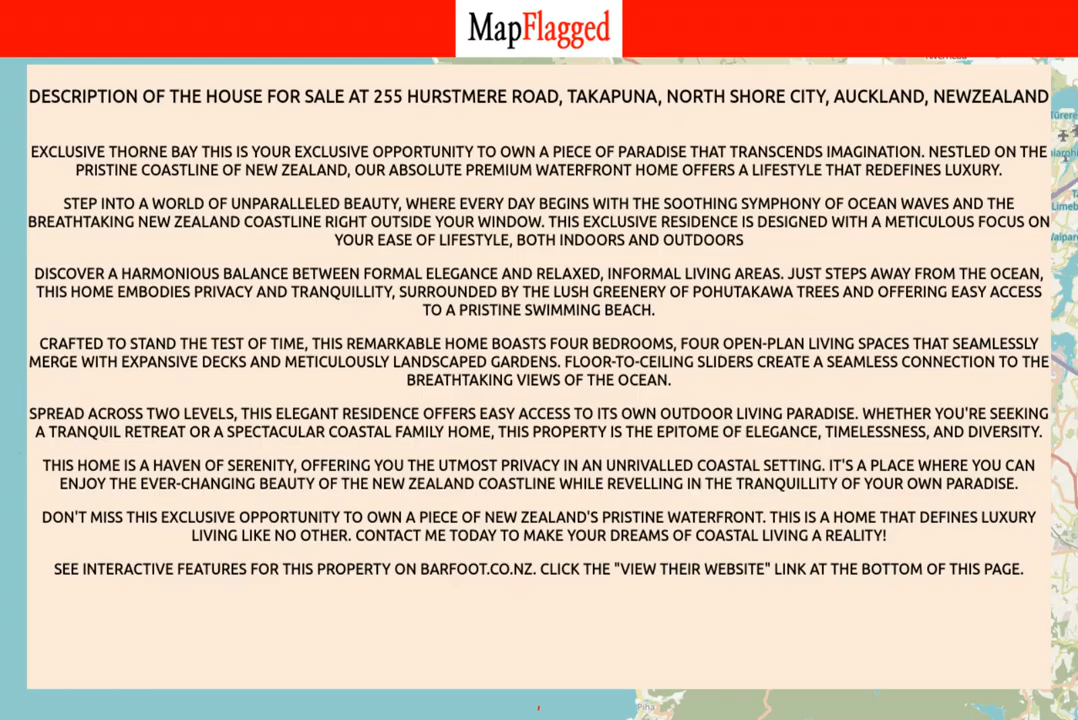 MapFlagged
DESCRIPTION OF THE HOUSE FOR SALE AT 255 HURSTMERE ROAD, TAKAPUNA, NORTH SHORE CITY, AUCKLAND, NEWZEALAND
EXCLUSIVE THORNE BAY THIS IS YOUR EXCLUSIVE OPPORTUNITY TO OWN A PIECE OF PARADISE THAT TRANSCENDS IMAGINATION. NESTLED ON THE
PRISTINE COASTLINE OF NEW ZEALAND, OUR ABSOLUTE PREMIUM WATERFRONT HOME OFFERS A LIFESTYLE THAT REDEFINES LUXURY.
STEP INTO A WORLD OF UNPARALLELED BEAUTY, WHERE EVERY DAY BEGINS WITH THE SOOTHING SYMPHONY OF OCEAN WAVES AND THE
BREATHTAKING NEW ZEALAND COASTLINE RIGHT OUTSIDE YOUR WINDOW. THIS EXCLUSIVE RESIDENCE IS DESIGNED WITH A METICULOUS FOCUS ON
YOUR EASE OF LIFESTYLE, BOTH INDOORS AND OUTDOORS
DISCOVER A HARMONIOUS BALANCE BETWEEN FORMAL ELEGANCE AND RELAXED, INFORMAL LIVING AREAS. JUST STEPS AWAY FROM THE OCEAN,
THIS HOME EMBODIES PRIVACY AND TRANQUILLITY, SURROUNDED BY THE LUSH GREENERY OF POHUTAKAWA TREES AND OFFERING EASY ACCESS
TO A PRISTINE SWIMMING BEACH.
CRAFTED TO STAND THE TEST OF TIME, THIS REMARKABLE HOME BOASTS FOUR BEDROOMS, FOUR OPEN-PLAN LIVING SPACES THAT SEAMLESSLY
MERGE WITH EXPANSIVE DECKS AND METICULOUSLY LANDSCAPED GARDENS. FLOOR-TO-CEILING SLIDERS CREATE A SEAMLESS CONNECTION TO THE
BREATHTAKING VIEWS OF THE OCEAN.
SPREAD ACROSS TWO LEVELS, THIS ELEGANT RESIDENCE OFFERS EASY ACCESS TO ITS OWN OUTDOOR LIVING PARADISE. WHETHER YOU'RE SEEKING
A TRANQUIL RETREAT OR A SPECTACULAR COASTAL FAMILY HOME, THIS PROPERTY IS THE EPITOME OF ELEGANCE, TIMELESSNESS, AND DIVERSITY.
THIS HOME IS A HAVEN OF SERENITY, OFFERING YOU THE UTMOST PRIVACY IN AN UNRIVALLED COASTAL SETTING. IT'S A PLACE WHERE YOU CAN
ENJOY THE EVER-CHANGING BEAUTY OF THE NEW ZEALAND COASTLINE WHILE REVELLING IN THE TRANQUILLITY OF YOUR OWN PARADISE.
DON'T MISS THIS EXCLUSIVE OPPORTUNITY TO OWN A PIECE OF NEW ZEALAND'S PRISTINE WATERFRONT. THIS IS A HOME THAT DEFINES LUXURY
LIVING LIKE NO OTHER. CONTACT ME TODAY TO MAKE YOUR DREAMS OF COASTAL LIVING A REALITY!
SEE INTERACTIVE FEATURES FOR THIS PROPERTY ON BARFOOT.CO.NZ. CLICK THE "VIEW THEIR WEBSITE" LINK AT THE BOTTOM OF THIS PAGE.
Piha